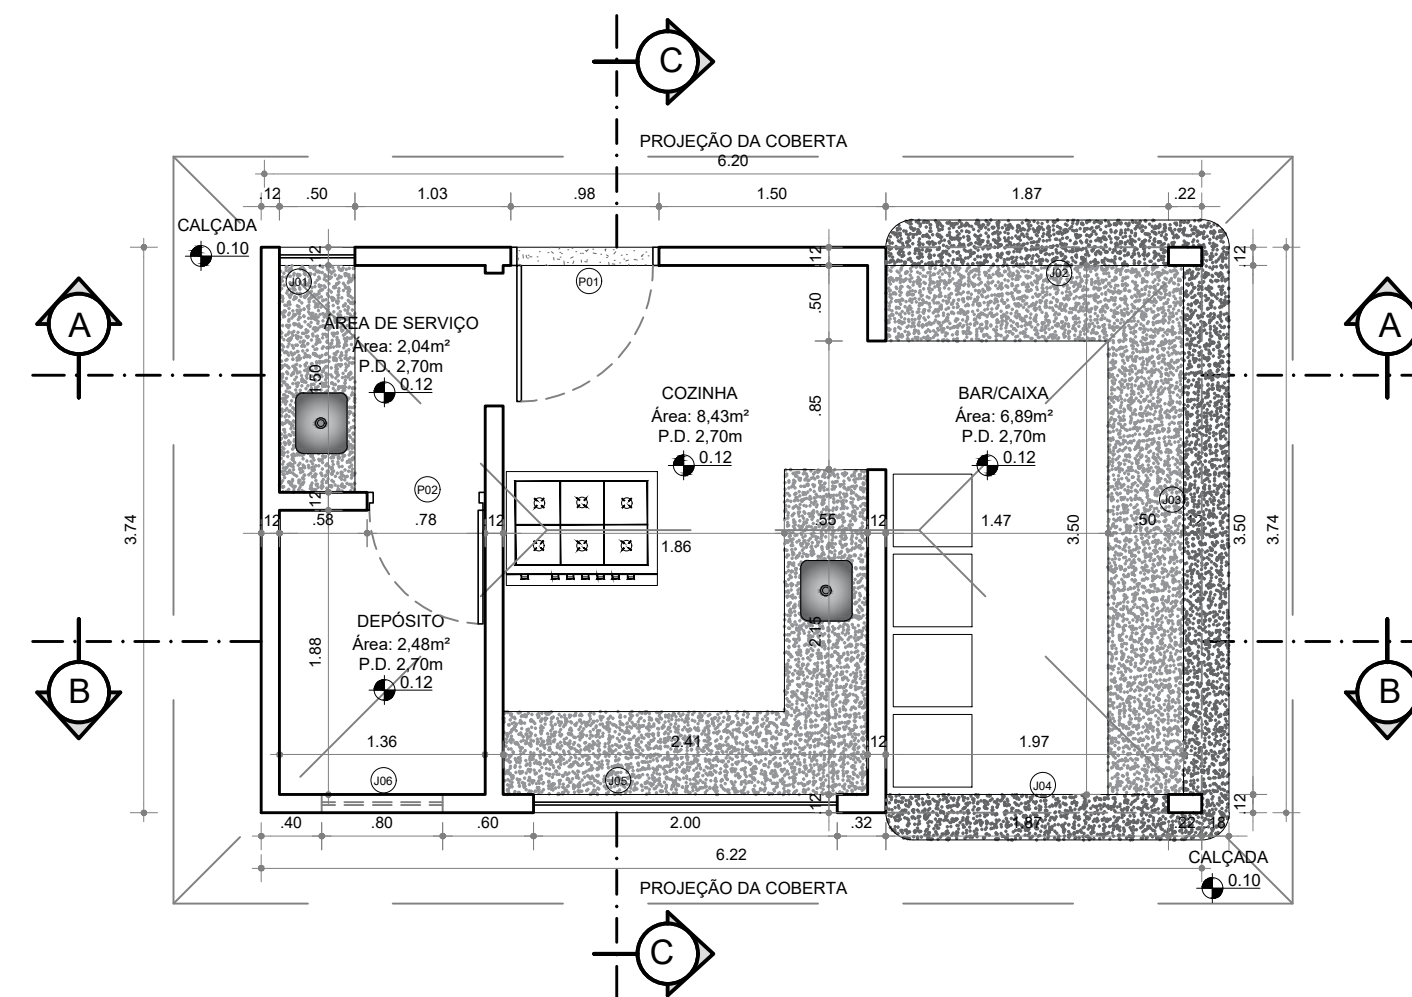 C
PROJEÇÃO DA COBERTA
6.20
.12 .50 1.03 .98 1.50 1.87 .22
CALÇADA
0.10
12 12 12
J01 P01 J02
.50
A A
ÁREA DE SERVIÇO
Área: 2,04m²
P.D. 2,70m
0.12
1.50
COZINHA
Área: 8,43m²
P.D. 2,70m
0.12
.85
BAR/CAIXA
Área: 6,89m²
P.D. 2,70m
0.12
P02 J03
12
3.74 12 .58 .78 12 1.86 .55 12 1.47 3.50 .50 12 3.50 3.74
DEPÓSITO
Área: 2,48m²
P.D. 2,70m
0.12
1.88 2.15
B B
1.36 2.41 12 1.97
J06 J05 J04
12 12
.40 .80 .60 2.00 .32 1.87 .22 .18
6.22
CALÇADA
0.10
PROJEÇÃO DA COBERTA
C